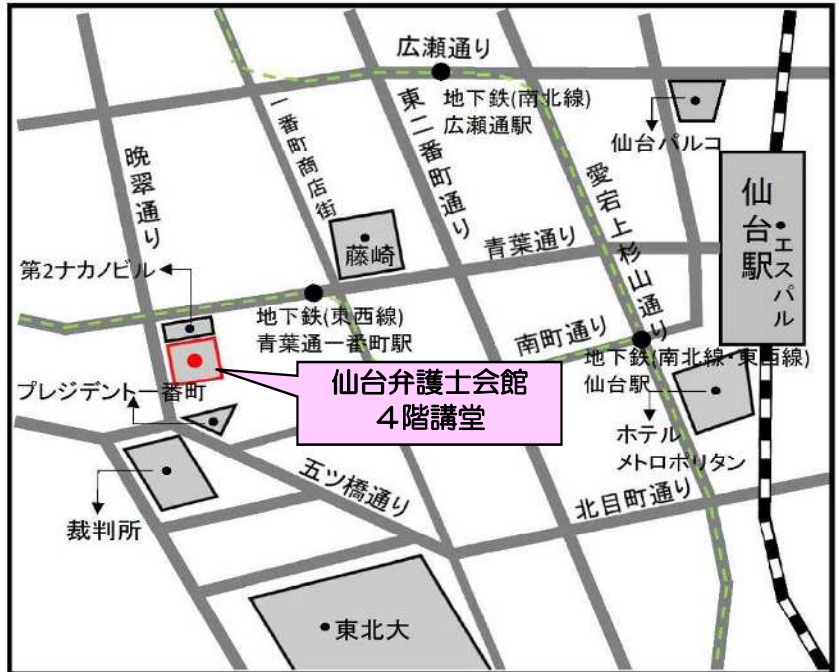 広瀬通り
地下鉄(南北線)
広瀬通駅
仙台パルコ
一番町商店街
東二番町通り
晩翠通り
愛宕上杉山通り
仙台駅
エスパル
藤崎
青葉通り
第2ナカノビル
地下鉄(東西線)
青葉通一番町駅
南町通り
地下鉄(南北線・東西線)
仙台駅
プレジデント一番町
仙台弁護士会館
4階講堂
ホテル
メトロポリタン
五ツ橋通り
北目町通り
裁判所
東北大